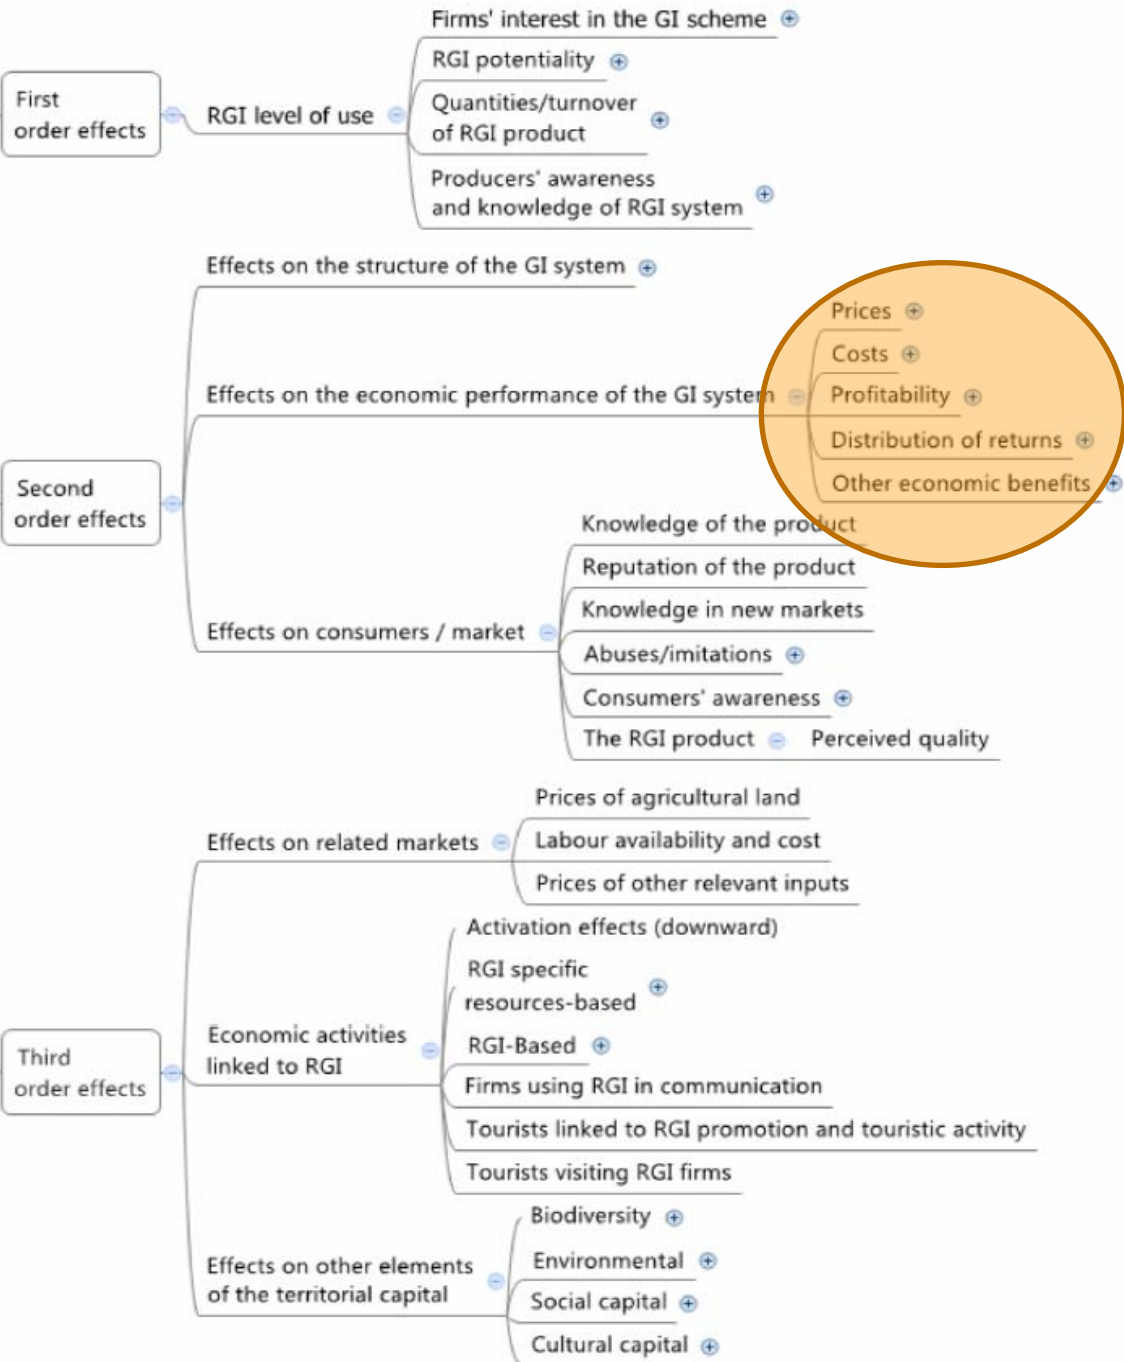 Firms' interest in the GI scheme
RGI potentiality
Quantities/turnover
of RGI product
Producers' awareness
and knowledge of RGI system
RGI level of use
First
order effects
Effects on the structure of the GI system
Prices
Costs
Effects on the economic performance of the GI system
Profitability
Distribution of returns
Other economic benefits
Second
order effects
Knowledge of the product
Reputation of the product
Knowledge in new markets
Effects on consumers / market
Abuses/imitations
Consumers' awareness
The RGI product
Perceived quality
Prices of agricultural land
Effects on related markets
Labour availability and cost
Prices of other relevant inputs
Activation effects (downward)
RGI specific
resources-based
Economic activities
linked to RGI
RGI-Based
Third
order effects
Firms using RGI in communication
Tourists linked to RGI promotion and touristic activity
Tourists visiting RGI firms
Biodiversity
Effects on other elements
of the territorial capital
Environmental
Social capital
Cultural capital